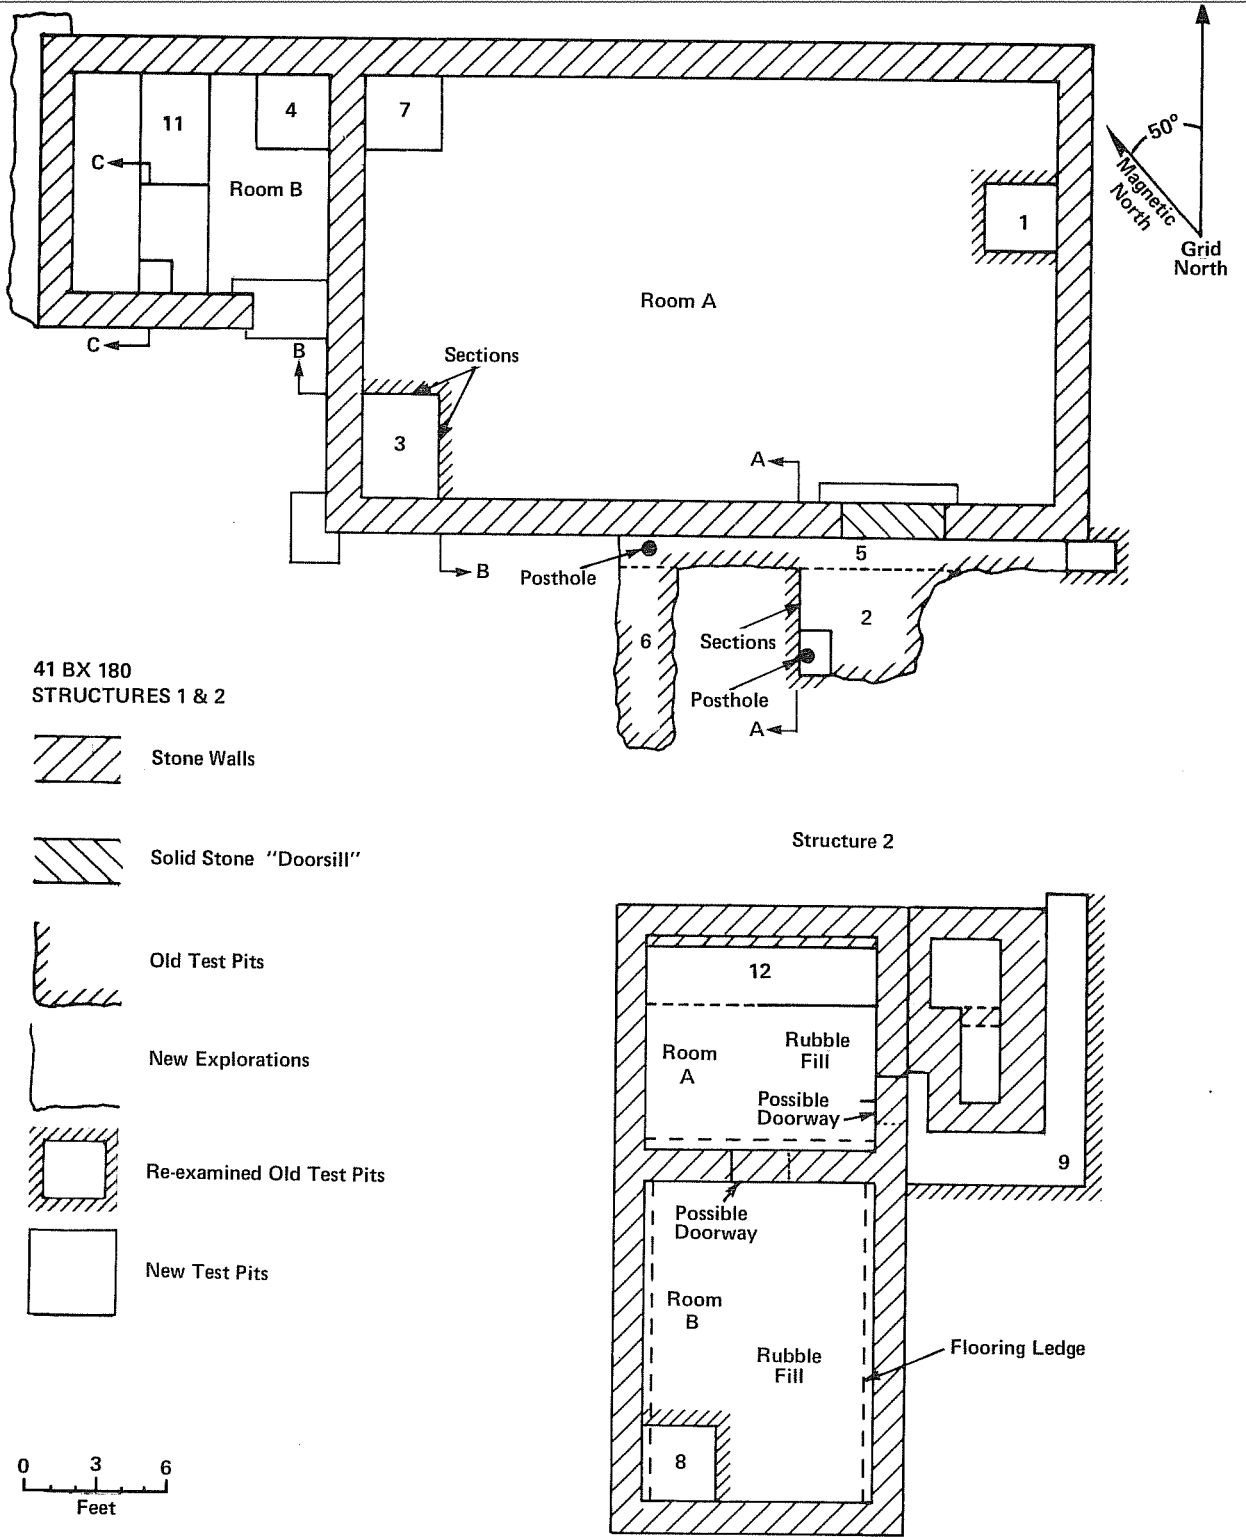 4
7
11
50º
C
Room B
Magnetic
North
1
Grid
North
Room A
C
B
Sections
3
A
5
Posthole
B
2
6
Sections
Posthole
A
41 BX 180
STRUCTURES 1 & 2
Stone Walls
Solid Stone "Doorsill"
Old Test Pits
New Explorations
Re-examined Old Test Pits
New Test Pits
0 3 6
Feet
Structure 2
12
Room
A
Rubble
Fill
Possible
Doorway
9
Possible
Doorway
Room
B
Rubble
Fill
Flooring Ledge
8